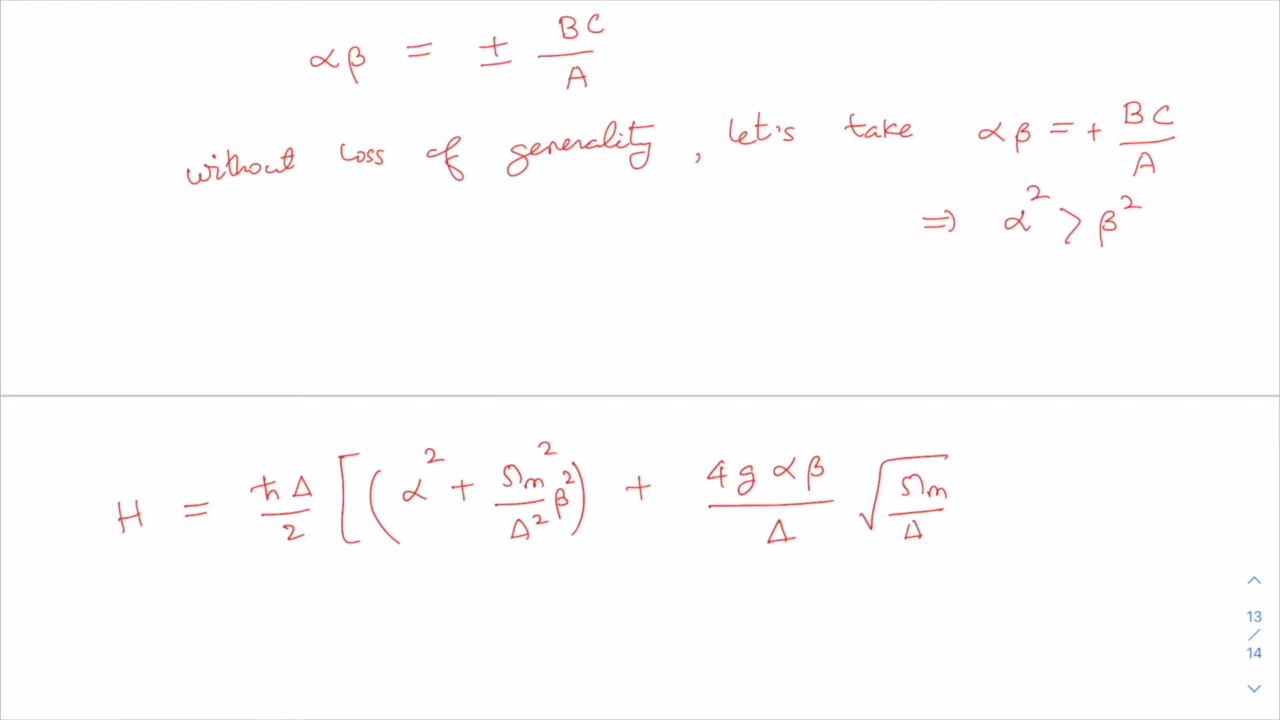 αβ = ± BC/A
without loss of generality, let's take αβ = + BC/A
⇒ α² > β²
H = ħΔ/2 [(α² + Ωm²/Δ² β²) + 4gαβ/Δ √(Ωm/Δ)
13
/
14